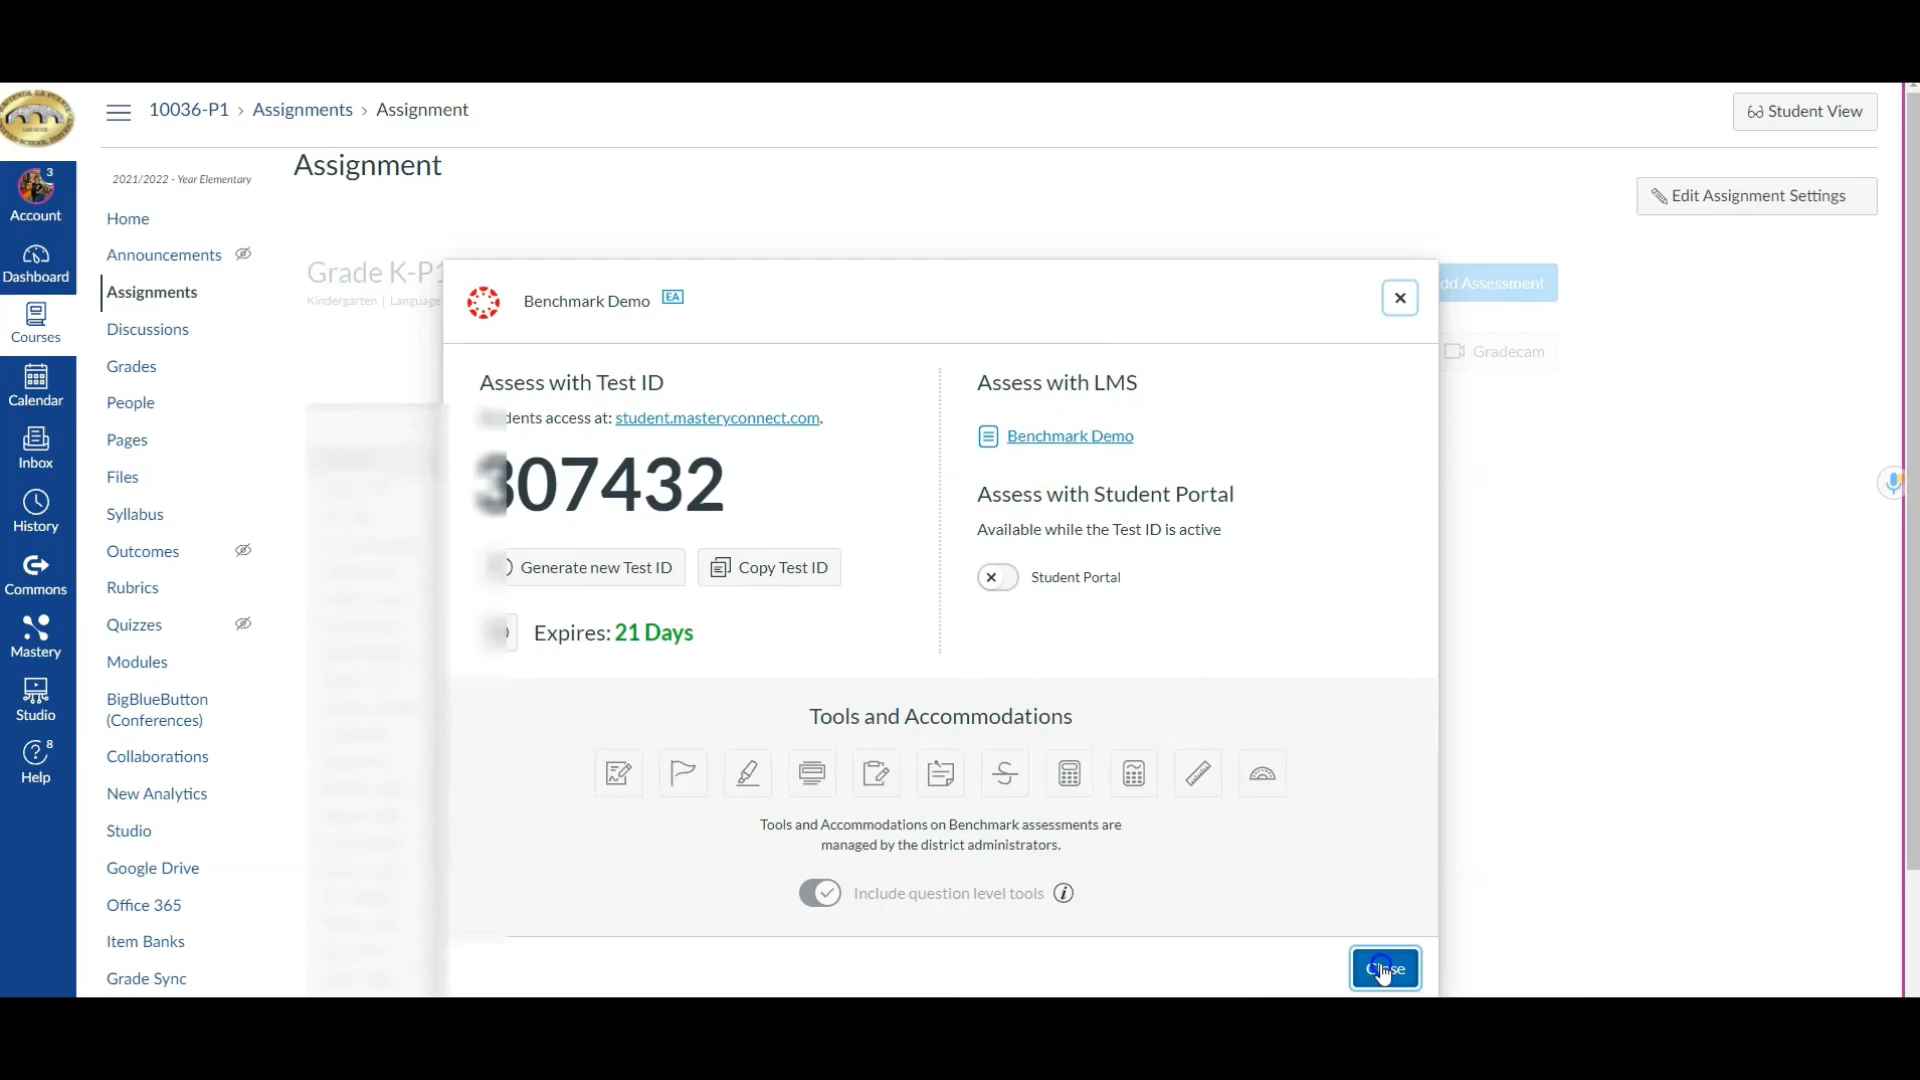 10036-P1 › Assignments › Assignment
Student View
3
Account
Dashboard
Courses
Calendar
Inbox
History
Commons
Mastery
Studio
8
Help
2021/2022 - Year Elementary
Home
Announcements
Assignments
Discussions
Grades
People
Pages
Files
Syllabus
Outcomes
Rubrics
Quizzes
Modules
BigBlueButton
(Conferences)
Collaborations
New Analytics
Studio
Google Drive
Office 365
Item Banks
Grade Sync
Assignment
Edit Assignment Settings
Grade K-P1
Kindergarten | Language
Assessment
Gradecam
Benchmark Demo EA
Assess with Test ID
access at: student.masteryconnect.com.
307432
Generate new Test ID
Copy Test ID
Expires: 21 Days
Assess with LMS
Benchmark Demo
Assess with Student Portal
Available while the Test ID is active
Student Portal
Tools and Accommodations
Tools and Accommodations on Benchmark assessments are
managed by the district administrators.
Include question level tools
Close